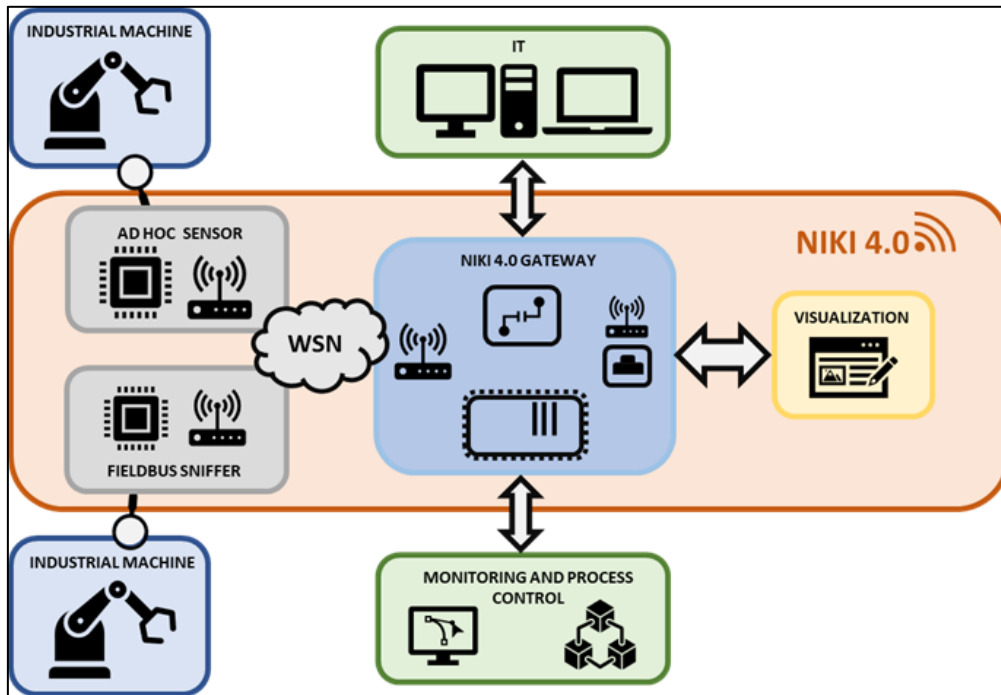 INDUSTRIAL MACHINE
IT
AD HOC SENSOR
NIKI 4.0 GATEWAY
NIKI 4.0
WSN
VISUALIZATION
FIELDBUS SNIFFER
INDUSTRIAL MACHINE
MONITORING AND PROCESS
CONTROL